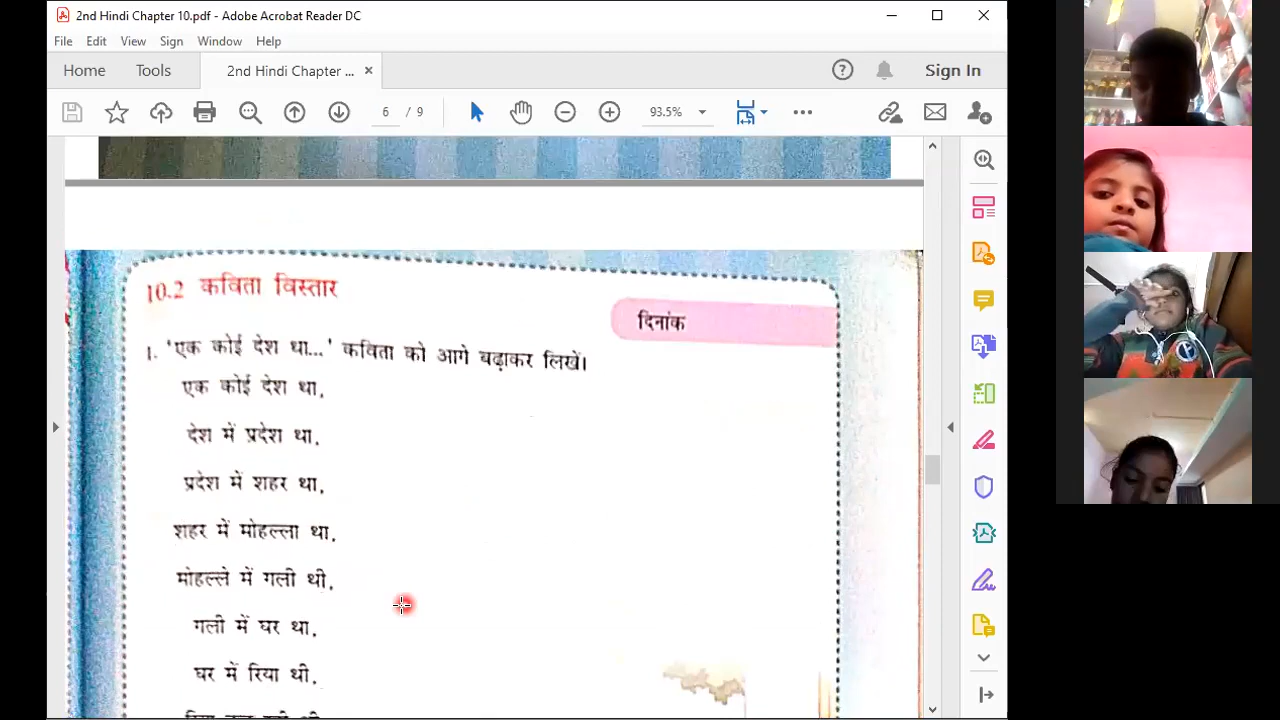 2nd Hindi Chapter 10.pdf - Adobe Acrobat Reader DC
File Edit View Sign Window Help
Home Tools 2nd Hindi Chapter ... × Sign In
6 / 9 93.5%
10.2 कविता विस्तार
दिनांक
1. 'एक कोई देश था...' कविता को आगे बढ़ाकर लिखें।
एक कोई देश था,
देश में प्रदेश था,
प्रदेश में शहर था,
शहर में मोहल्ला था,
मोहल्ले में गली थी,
गली में घर था,
घर में रिया थी,